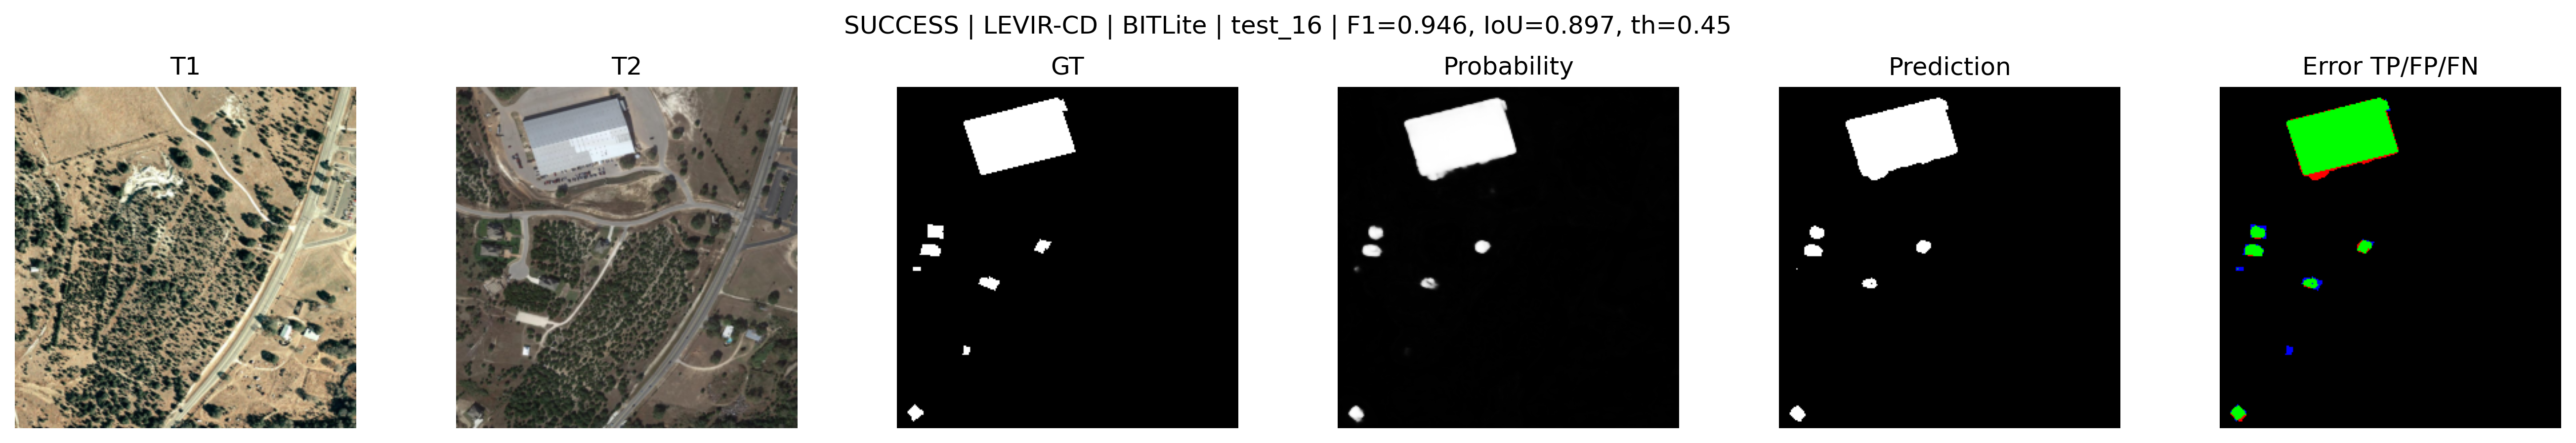 SUCCESS | LEVIR-CD | BITLite | test_16 | F1=0.946, IoU=0.897, th=0.45
T1 T2 GT Probability Prediction Error TP/FP/FN